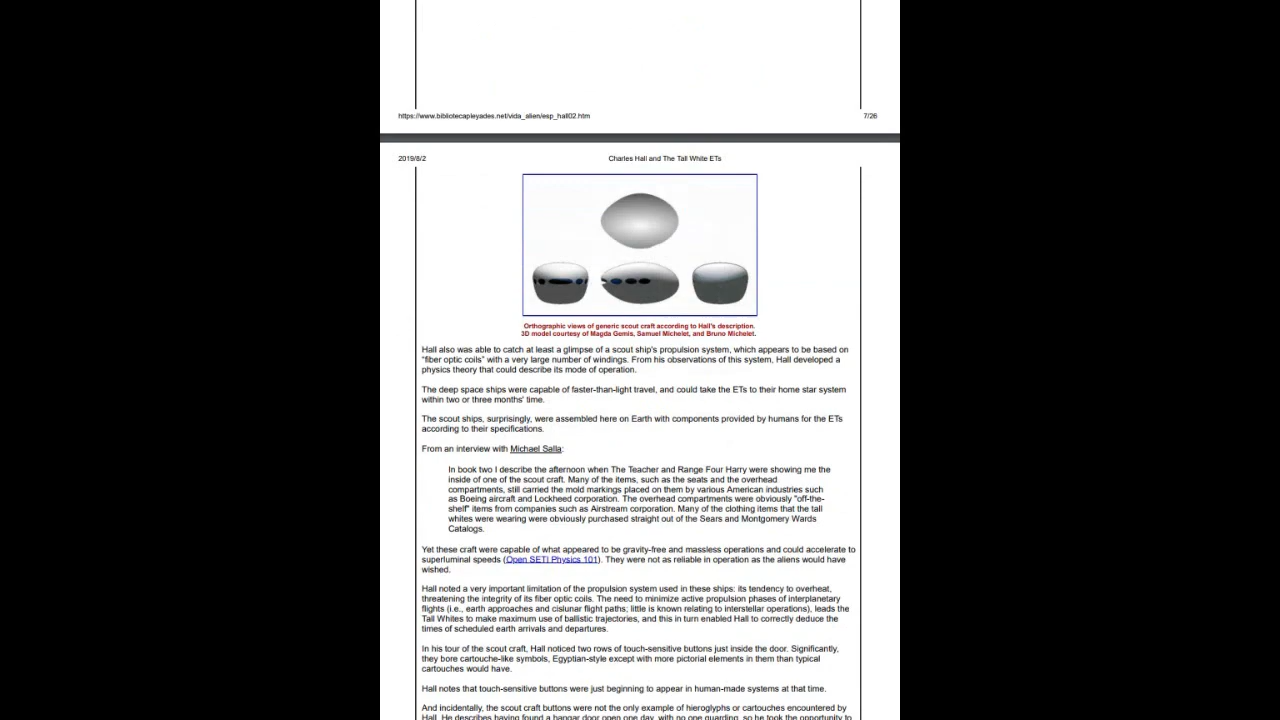 https://www.bibliotecapleyades.net/vida_alien/esp_hall02.htm 7/26
2019/8/2 Charles Hall and The Tall White ETs
Orthographic views of generic scout craft according to Hall's description.
3D model courtesy of Magda Gemis, Samuel Michelet, and Bruno Michelet.
Hall also was able to catch at least a glimpse of a scout ship's propulsion system, which appears to be based on
"fiber optic coils" with a very large number of windings. From his observations of this system, Hall developed a
physics theory that could describe its mode of operation.
The deep space ships were capable of faster-than-light travel, and could take the ETs to their home star system
within two or three months' time.
The scout ships, surprisingly, were assembled here on Earth with components provided by humans for the ETs
according to their specifications.
From an interview with Michael Salla:
In book two I describe the afternoon when The Teacher and Range Four Harry were showing me the
inside of one of the scout craft. Many of the items, such as the seats and the overhead
compartments, still carried the mold markings placed on them by various American industries such
as Boeing aircraft and Lockheed corporation. The overhead compartments were obviously "off-the-
shelf" items from companies such as Airstream corporation. Many of the clothing items that the tall
whites were wearing were obviously purchased straight out of the Sears and Montgomery Wards
Catalogs.
Yet these craft were capable of what appeared to be gravity-free and massless operations and could accelerate to
superluminal speeds (Open SETI Physics 101). They were not as reliable in operation as the aliens would have
wished.
Hall noted a very important limitation of the propulsion system used in these ships: its tendency to overheat,
threatening the integrity of its fiber optic coils. The need to minimize active propulsion phases of interplanetary
flights (i.e., earth approaches and cislunar flight paths; little is known relating to interstellar operations), leads the
Tall Whites to make maximum use of ballistic trajectories, and this in turn enabled Hall to correctly deduce the
times of scheduled earth arrivals and departures.
In his tour of the scout craft, Hall noticed two rows of touch-sensitive buttons just inside the door. Significantly,
they bore cartouche-like symbols, Egyptian-style except with more pictorial elements in them than typical
cartouches would have.
Hall notes that touch-sensitive buttons were just beginning to appear in human-made systems at that time.
And incidentally, the scout craft buttons were not the only example of hieroglyphs or cartouches encountered by
Hall. He describes having found a hangar door open one day, with no one guarding, so he took the opportunity to